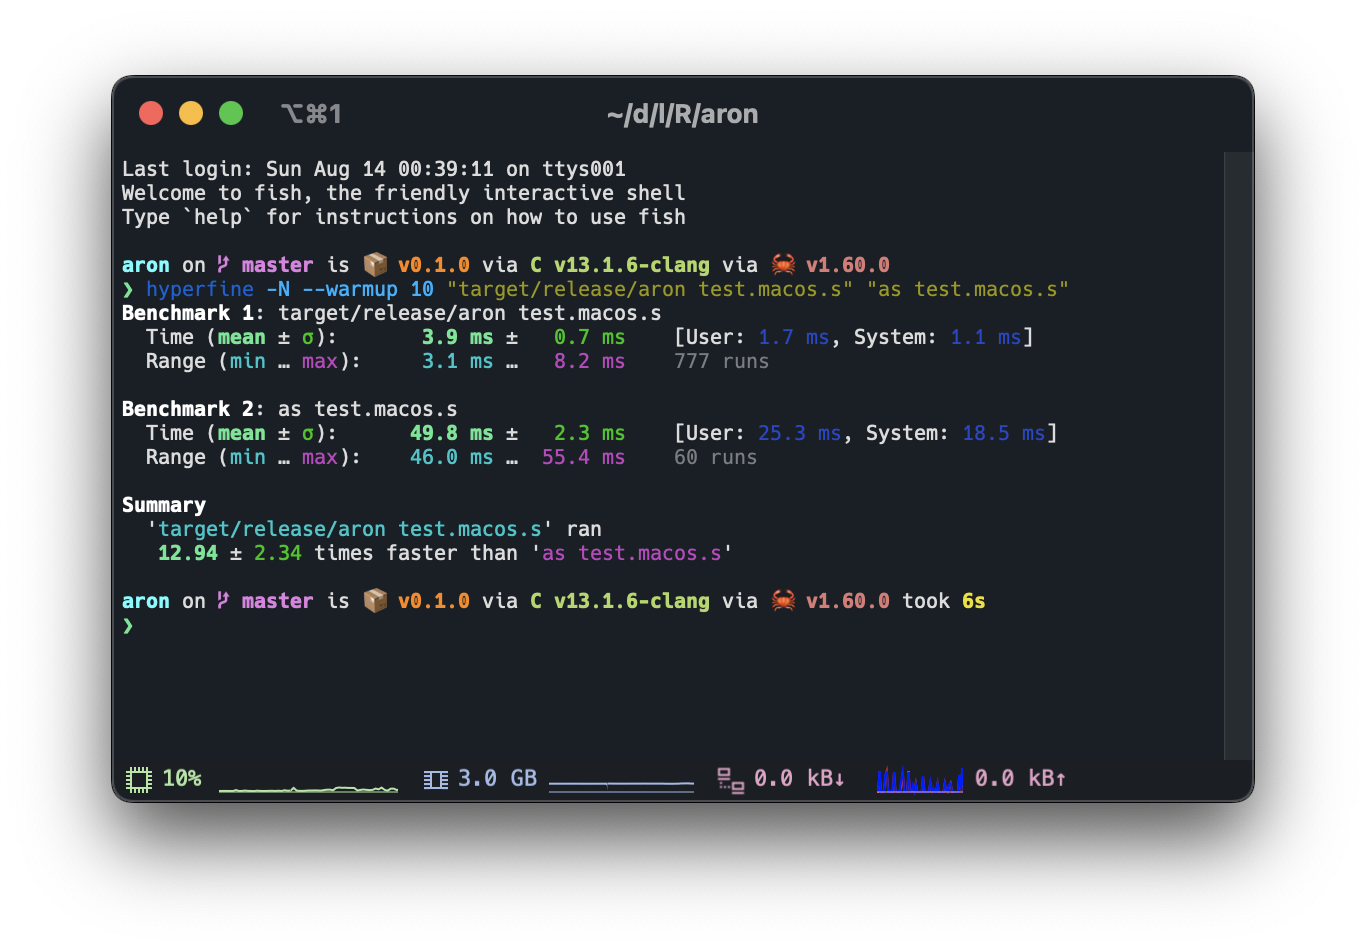 ⌥⌘1 ~/d/l/R/aron
Last login: Sun Aug 14 00:39:11 on ttys001
Welcome to fish, the friendly interactive shell
Type `help` for instructions on how to use fish
aron on master is 📦 v0.1.0 via C v13.1.6-clang via 🦀 v1.60.0
❯ hyperfine -N --warmup 10 "target/release/aron test.macos.s" "as test.macos.s"
Benchmark 1: target/release/aron test.macos.s
Time (mean ± σ): 3.9 ms ± 0.7 ms [User: 1.7 ms, System: 1.1 ms]
Range (min … max): 3.1 ms … 8.2 ms 777 runs
Benchmark 2: as test.macos.s
Time (mean ± σ): 49.8 ms ± 2.3 ms [User: 25.3 ms, System: 18.5 ms]
Range (min … max): 46.0 ms … 55.4 ms 60 runs
Summary
'target/release/aron test.macos.s' ran
12.94 ± 2.34 times faster than 'as test.macos.s'
aron on master is 📦 v0.1.0 via C v13.1.6-clang via 🦀 v1.60.0 took 6s
❯
10% 3.0 GB 0.0 kB↓ 0.0 kB↑